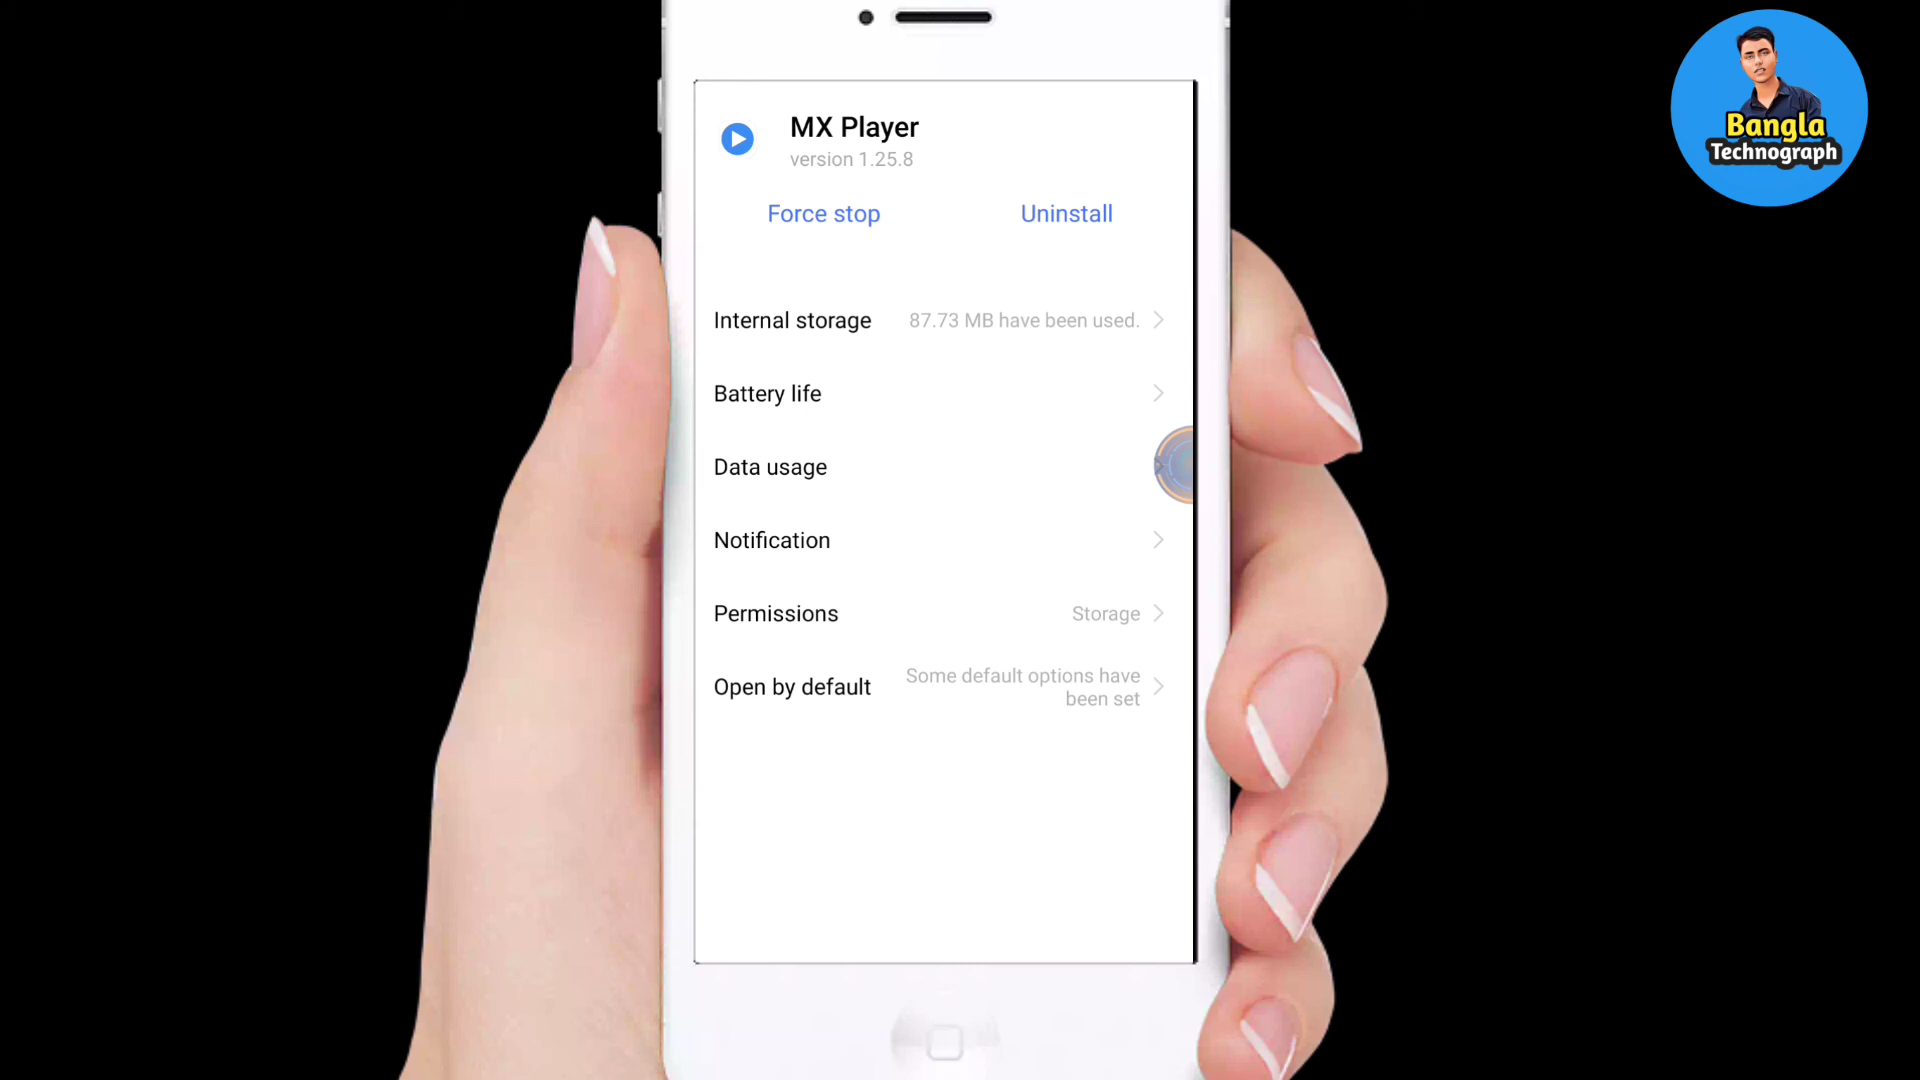 MX Player
version 1.25.8
Force stop
Uninstall
Internal storage
87.73 MB have been used.
Battery life
Data usage
Notification
Permissions
Storage
Open by default
Some default options have
been set
Bangla
Technograph